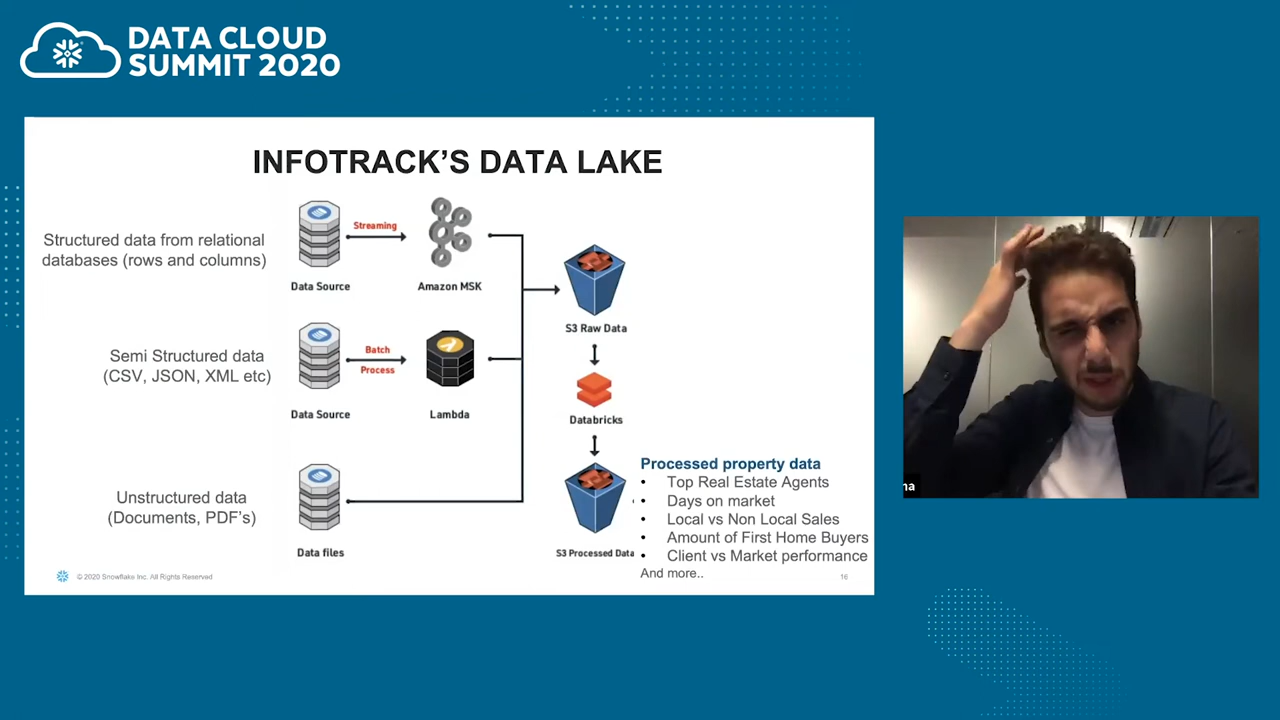 DATA CLOUD
SUMMIT 2020
INFOTRACK'S DATA LAKE
Structured data from relational
databases (rows and columns)
Data Source
Streaming
Amazon MSK
S3 Raw Data
Semi Structured data
(CSV, JSON, XML etc)
Data Source
Batch
Process
Lambda
Databricks
Unstructured data
(Documents, PDF's)
Data files
S3 Processed Data
Processed property data
• Top Real Estate Agents
• Days on market
• Local vs Non Local Sales
• Amount of First Home Buyers
• Client vs Market performance
And more..
© 2020 Snowflake Inc. All Rights Reserved
16
na